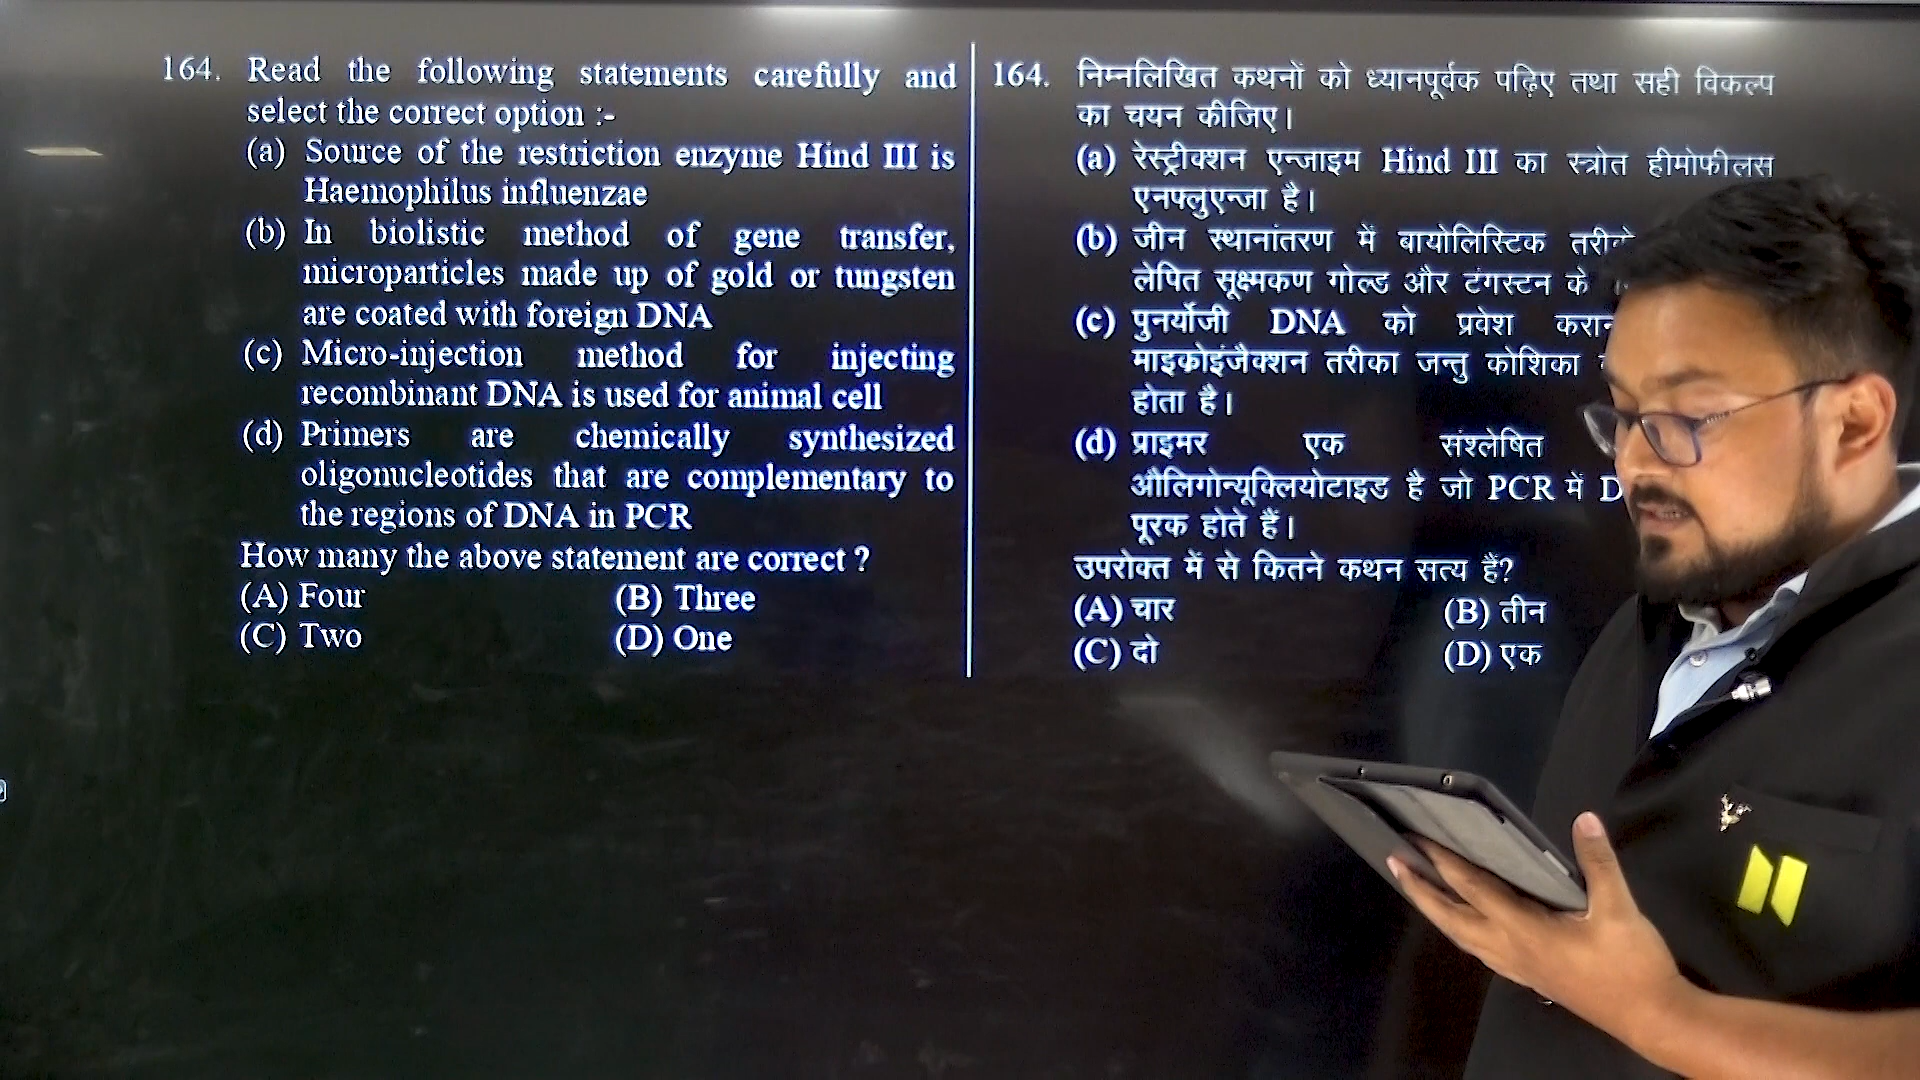 164. Read the following statements carefully and
select the correct option :-
(a) Source of the restriction enzyme Hind III is
Haemophilus influenzae
(b) In biolistic method of gene transfer,
microparticles made up of gold or tungsten
are coated with foreign DNA
(c) Micro-injection method for injecting
recombinant DNA is used for animal cell
(d) Primers are chemically synthesized
oligonucleotides that are complementary to
the regions of DNA in PCR
How many the above statement are correct ?
(A) Four (B) Three
(C) Two (D) One
164. निम्नलिखित कथनों को ध्यानपूर्वक पढ़िए तथा सही विकल्प
का चयन कीजिए।
(a) रेस्ट्रीक्शन एन्जाइम Hind III का स्त्रोत हीमोफीलस
एनफ्लुएन्जा है।
(b) जीन स्थानांतरण में बायोलिस्टिक
लेपित सूक्ष्मकण गोल्ड और टंगस्टन के
(c) पुनर्योजी DNA को प्रवेश
माइक्रोइंजैक्शन तरीका जन्तु कोशिका
होता है।
(d) प्राइमर एक संश्लेषित
औलिगोन्यूक्लियोटाइड है जो PCR में
पूरक होते हैं।
उपरोक्त में से कितने कथन सत्य हैं?
(A) चार (B) तीन
(C) दो (D) एक